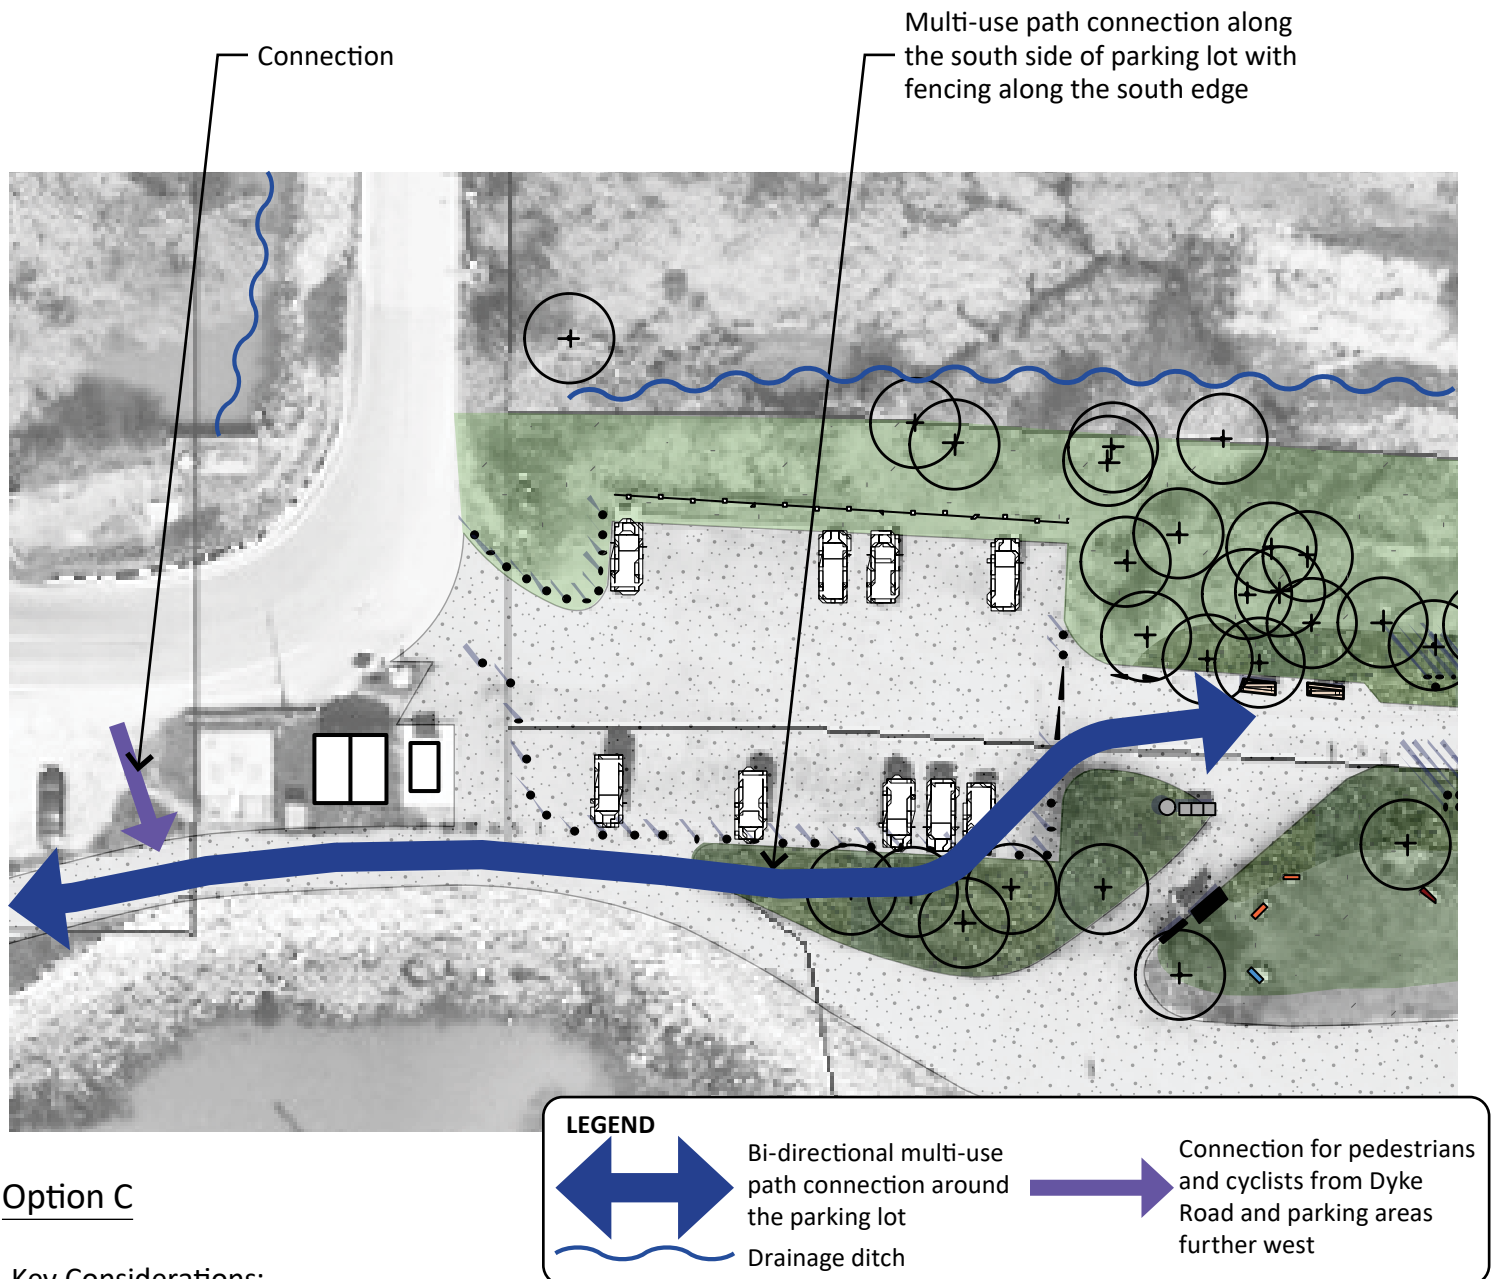 Connection
Multi-use path connection along
the south side of parking lot with
fencing along the south edge
LEGEND
Bi-directional multi-use
path connection around
the parking lot
Drainage ditch
Connection for pedestrians
and cyclists from Dyke
Road and parking areas
further west
Option C
Key Considerations: